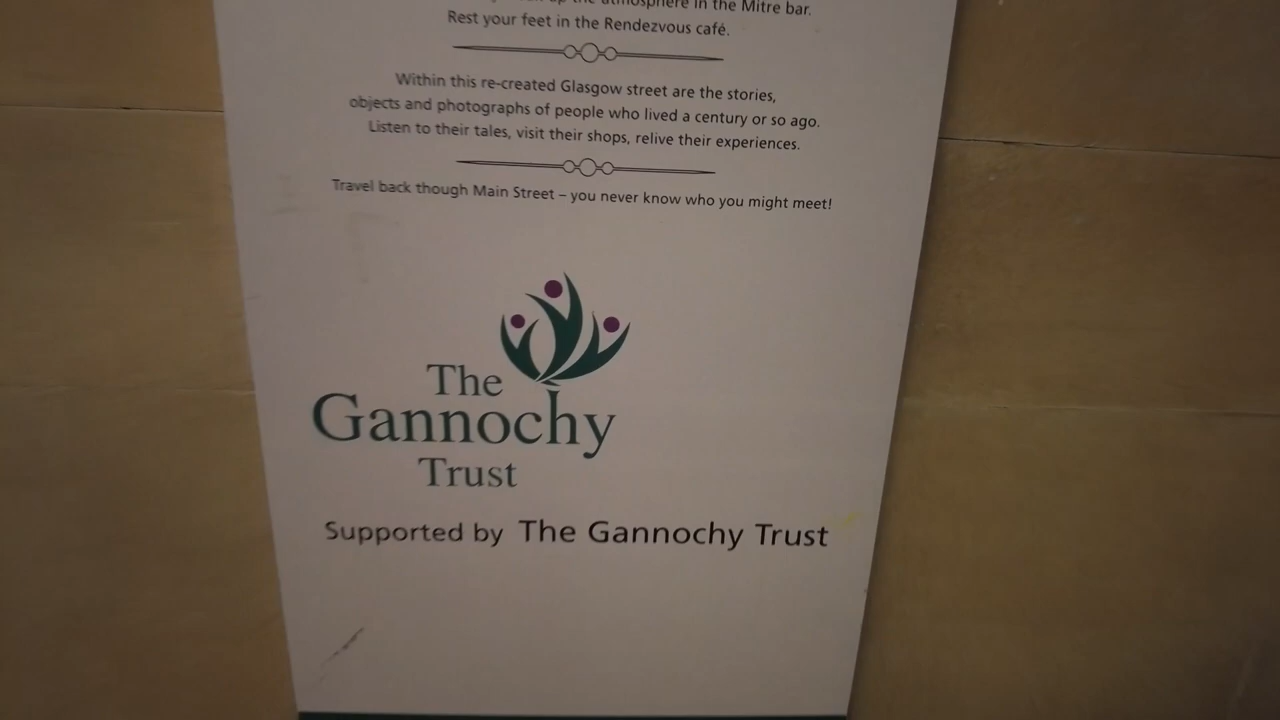 the atmosphere in the Mitre bar.
Rest your feet in the Rendezvous café.
Within this re-created Glasgow street are the stories,
objects and photographs of people who lived a century or so ago.
Listen to their tales, visit their shops, relive their experiences.
Travel back though Main Street – you never know who you might meet!
The
Gannochy
Trust
Supported by The Gannochy Trust